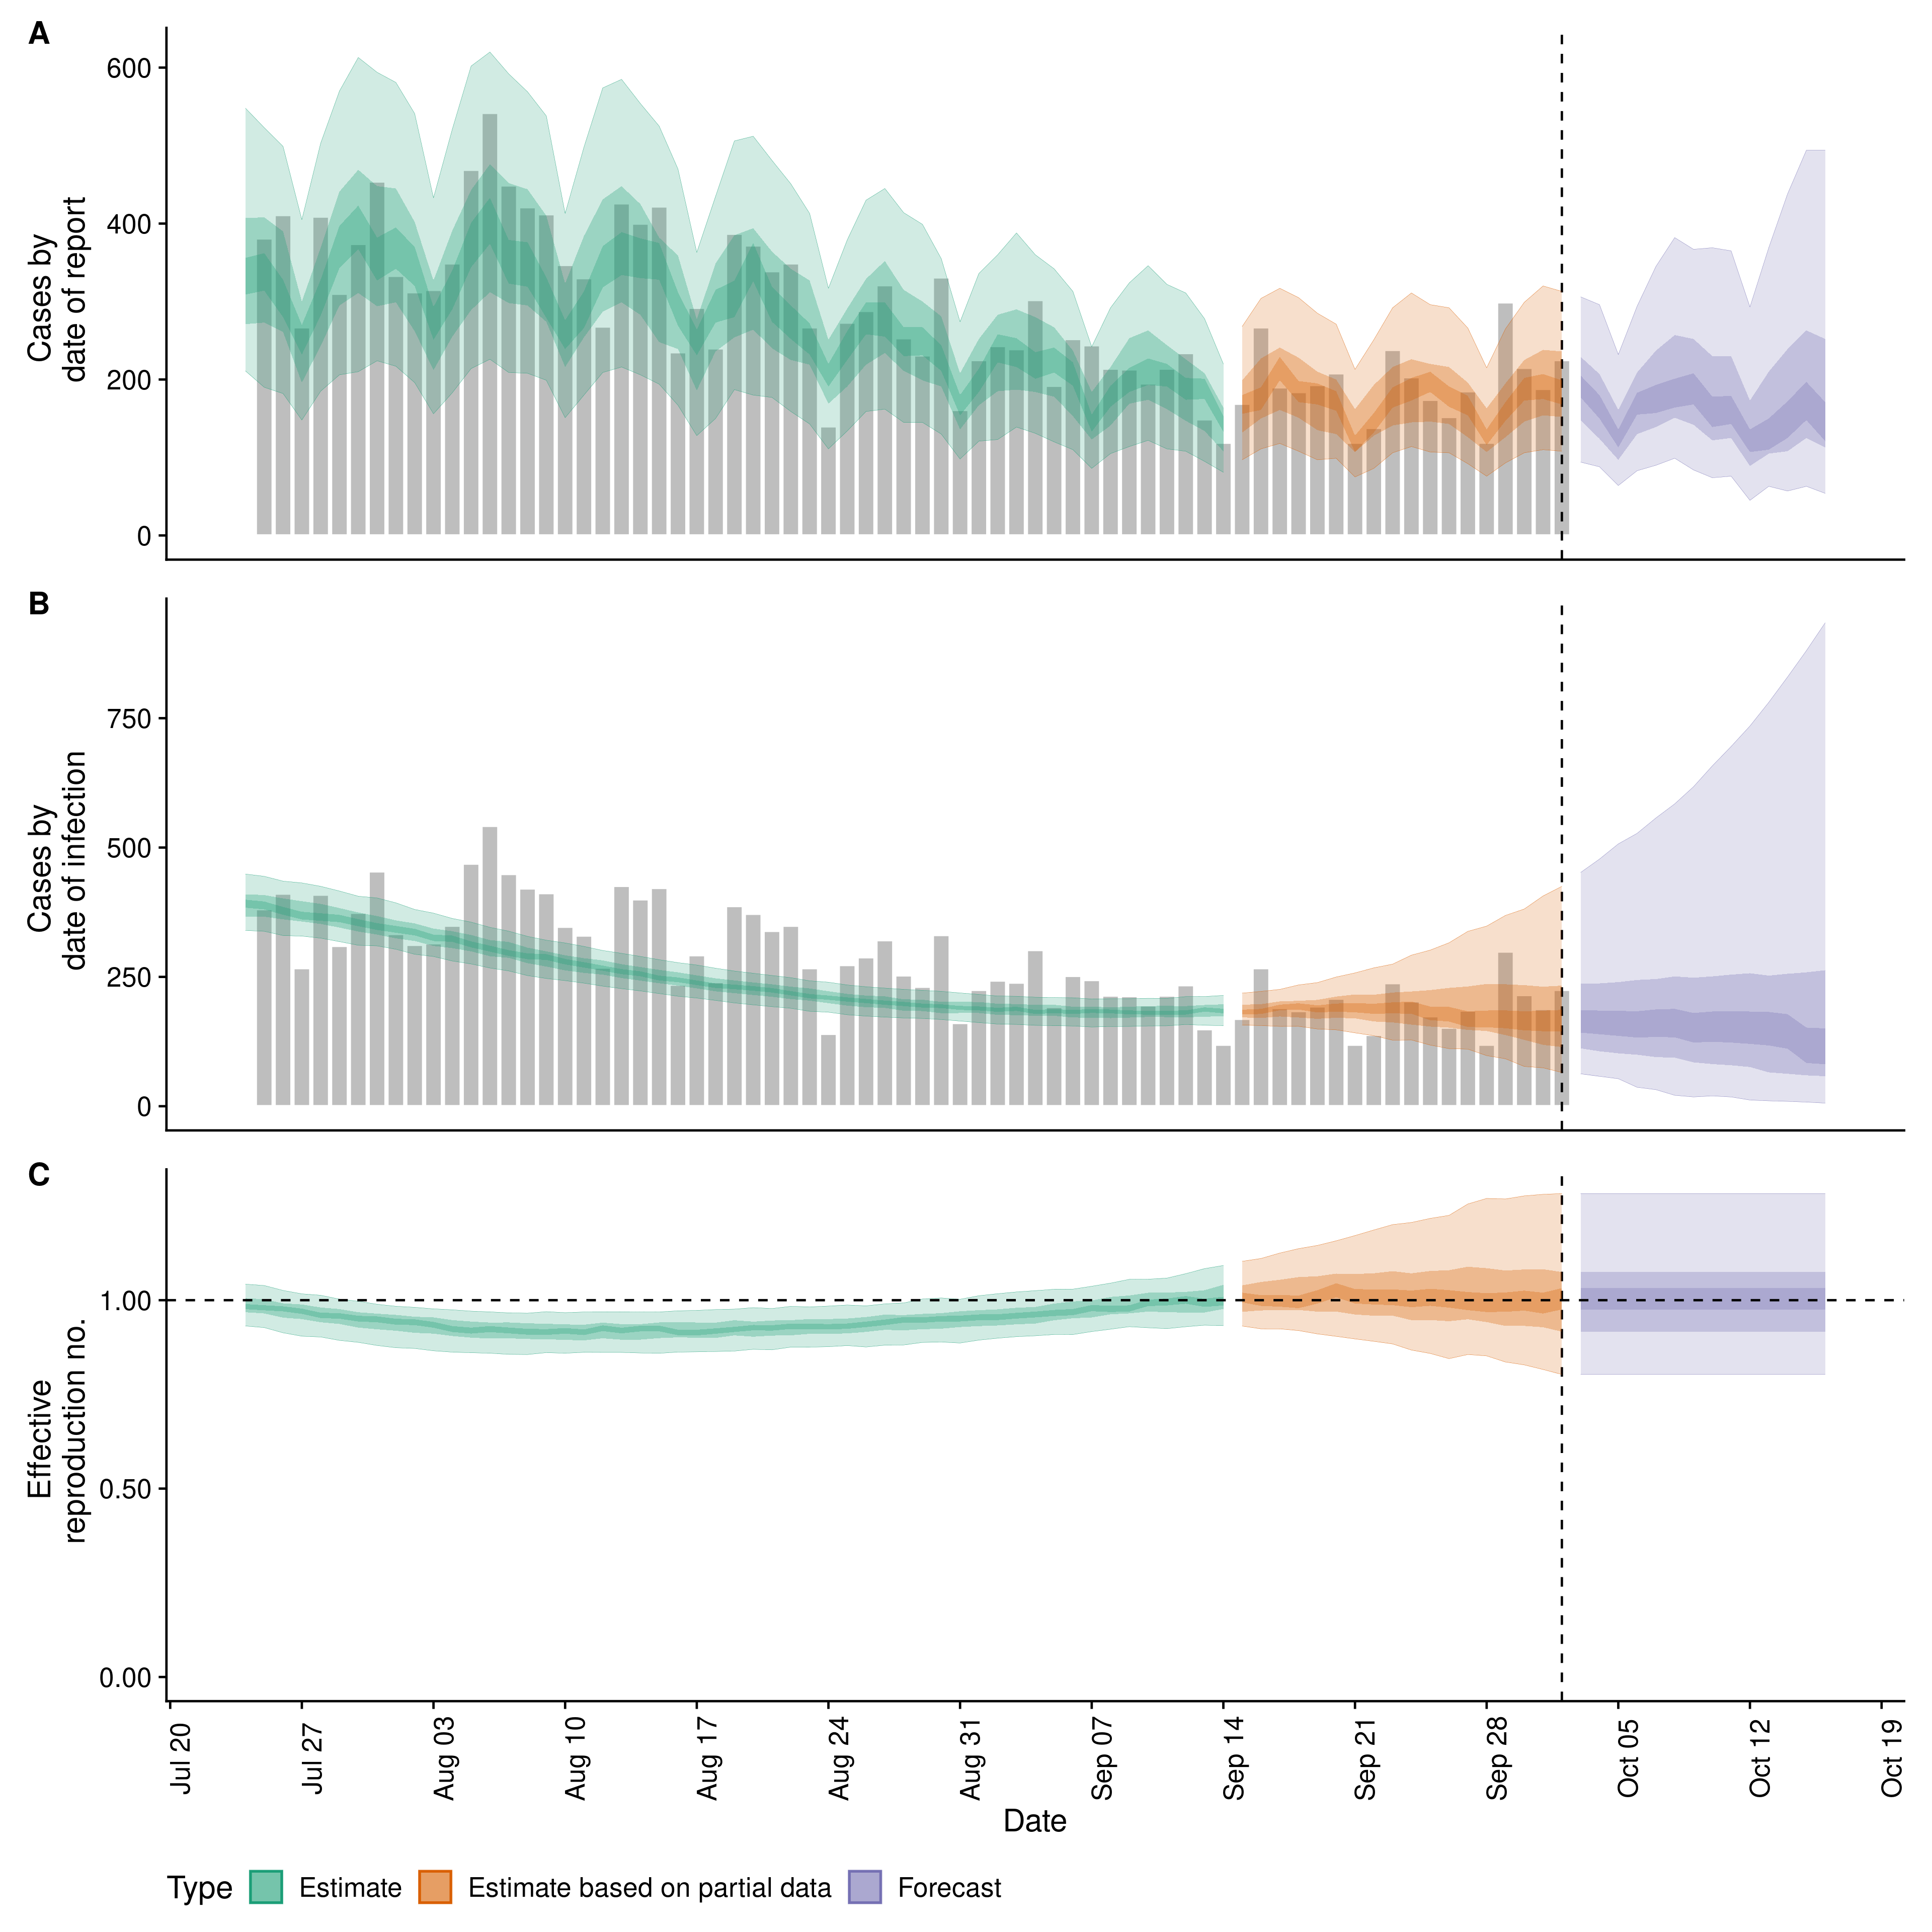 A
600
400
200
0
Cases by
date of report
B
750
500
250
0
Cases by
date of infection
C
1.00
0.50
0.00
Effective
reproduction no.
Jul 20
Jul 27
Aug 03
Aug 10
Aug 17
Aug 24
Aug 31
Sep 07
Sep 14
Sep 21
Sep 28
Oct 05
Oct 12
Oct 19
Date
Type Estimate Estimate based on partial data Forecast